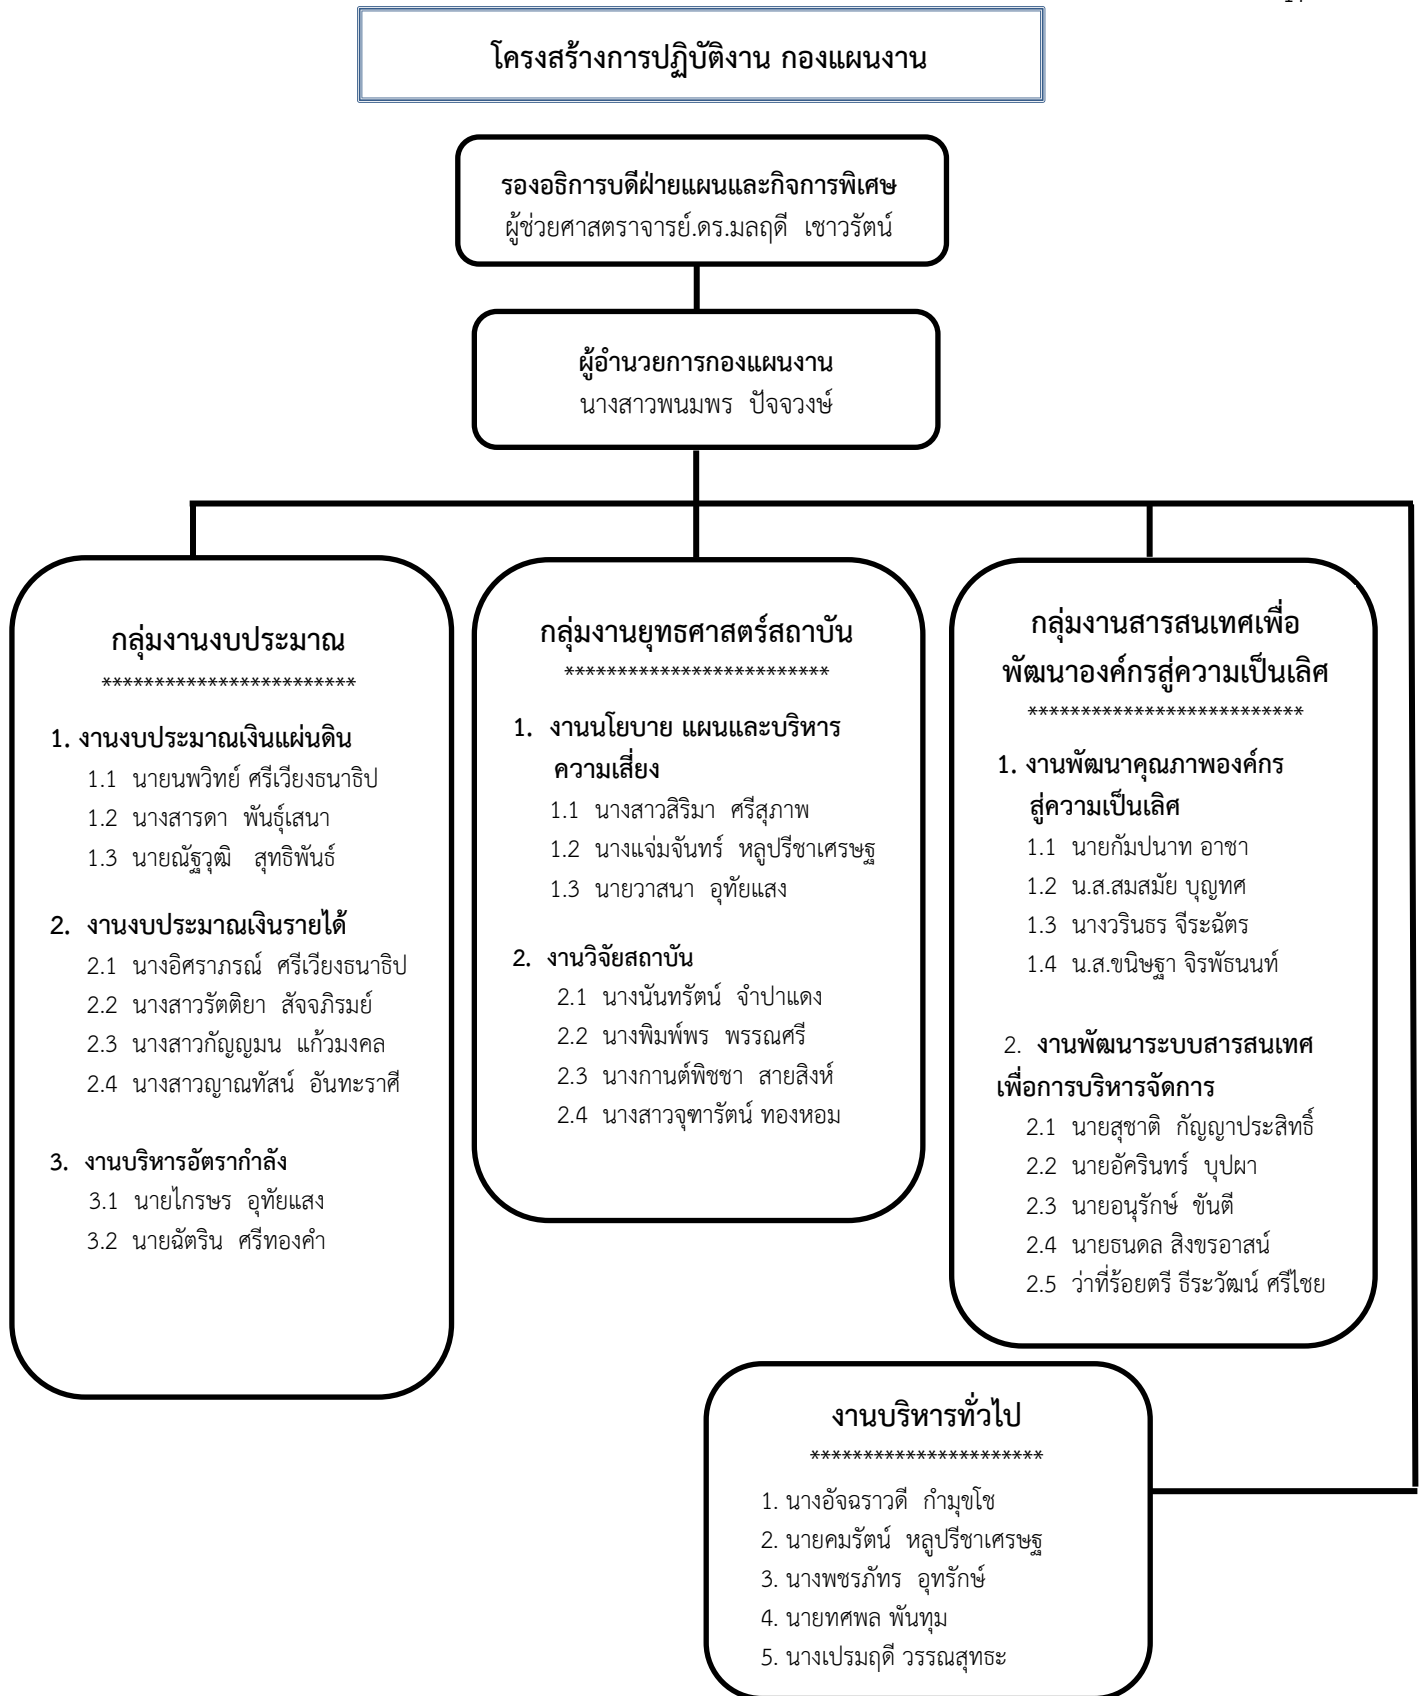 โครงสร้างการปฏิบัติงาน กองแผนงาน
รองอธิการบดีฝ่ายแผนและกิจการพิเศษ
ผู้ช่วยศาสตราจารย์.ดร.มลฤดี เชาวรัตน์
ผู้อำนวยการกองแผนงาน
นางสาวพนมพร ปัจจวงษ์
กลุ่มงานงบประมาณ
************************
1. งานงบประมาณเงินแผ่นดิน
1.1 นายนพวิทย์ ศรีเวียงธนาธิป
1.2 นางสารดา พันธุ์เสนา
1.3 นายณัฐวุฒิ สุทธิพันธ์
2. งานงบประมาณเงินรายได้
2.1 นางอิศราภรณ์ ศรีเวียงธนาธิป
2.2 นางสาวรัตติยา สัจจภิรมย์
2.3 นางสาวกัญญมน แก้วมงคล
2.4 นางสาวญาณทัสน์ อันทะราศี
3. งานบริหารอัตรากำลัง
3.1 นายไกรษร อุทัยแสง
3.2 นายฉัตริน ศรีทองคำ
กลุ่มงานยุทธศาสตร์สถาบัน
*************************
1. งานนโยบาย แผนและบริหาร
ความเสี่ยง
1.1 นางสาวสิริมา ศรีสุภาพ
1.2 นางแจ่มจันทร์ หลูปรีชาเศรษฐ
1.3 นายวาสนา อุทัยแสง
2. งานวิจัยสถาบัน
2.1 นางนันทรัตน์ จำปาแดง
2.2 นางพิมพ์พร พรรณศรี
2.3 นางกานต์พิชชา สายสิงห์
2.4 นางสาวจุฑารัตน์ ทองหอม
กลุ่มงานสารสนเทศเพื่อ
พัฒนาองค์กรสู่ความเป็นเลิศ
**************************
1. งานพัฒนาคุณภาพองค์กร
สู่ความเป็นเลิศ
1.1 นายกัมปนาท อาชา
1.2 น.ส.สมสมัย บุญทศ
1.3 นางวรินธร จีระฉัตร
1.4 น.ส.ขนิษฐา จิรพัธนนท์
2. งานพัฒนาระบบสารสนเทศ
เพื่อการบริหารจัดการ
2.1 นายสุชาติ กัญญาประสิทธิ์
2.2 นายอัครินทร์ บุปผา
2.3 นายอนุรักษ์ ขันตี
2.4 นายธนดล สิงขรอาสน์
2.5 ว่าที่ร้อยตรี ธีระวัฒน์ ศรีไชย
งานบริหารทั่วไป
**********************
1. นางอัจฉราวดี กำมุขโช
2. นายคมรัตน์ หลูปรีชาเศรษฐ
3. นางพชรภัทร อุทรักษ์
4. นายทศพล พันทุม
5. นางเปรมฤดี วรรณสุทธะ